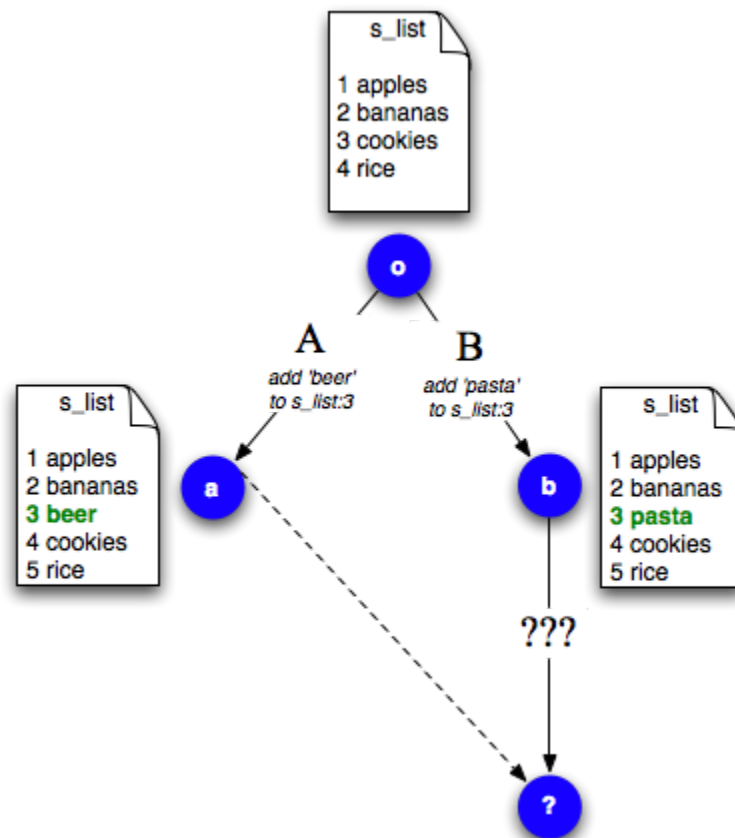 s_list
1 apples
2 bananas
3 cookies
4 rice
o
A
add 'beer'
to s_list:3
B
add 'pasta'
to s_list:3
s_list
1 apples
2 bananas
3 beer
4 cookies
5 rice
a
b
s_list
1 apples
2 bananas
3 pasta
4 cookies
5 rice
???
?